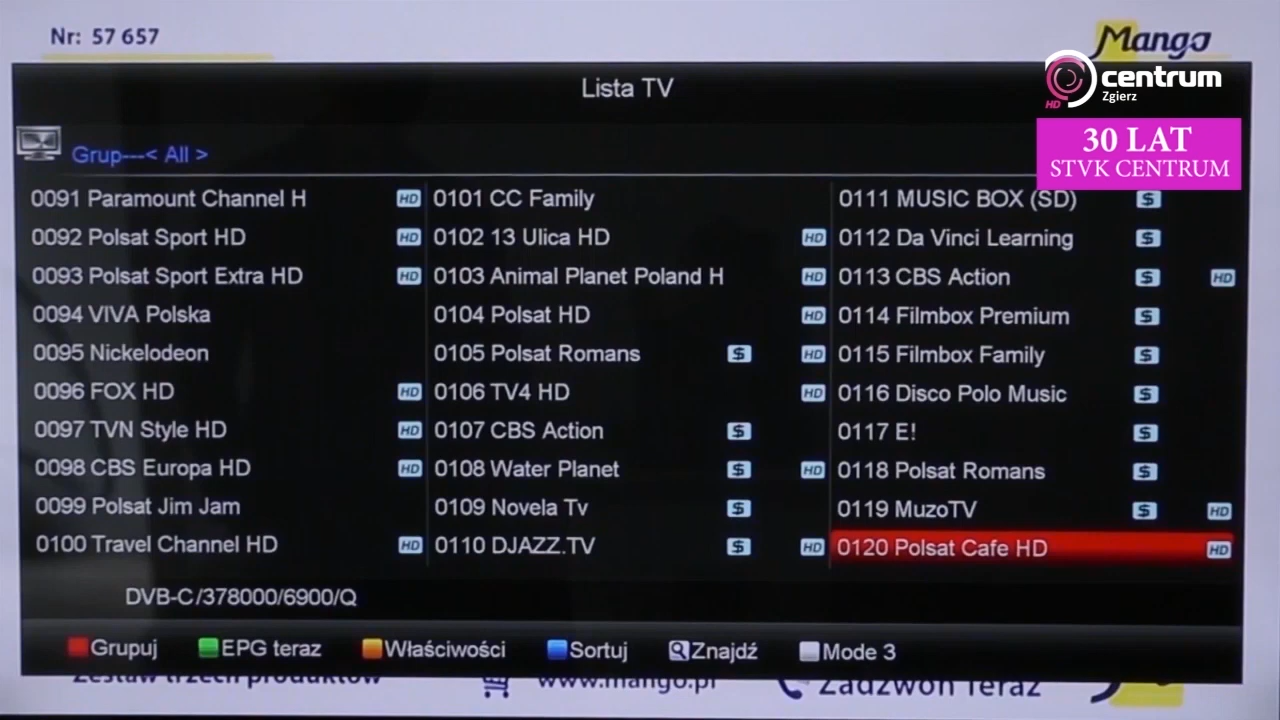 Nr: 57 657
Mango
centrum
HD
Zgierz
30 LAT
STVK CENTRUM
Lista TV
Grup---< All >
0091 Paramount Channel H HD
0092 Polsat Sport HD HD
0093 Polsat Sport Extra HD HD
0094 VIVA Polska
0095 Nickelodeon
0096 FOX HD HD
0097 TVN Style HD HD
0098 CBS Europa HD HD
0099 Polsat Jim Jam
0100 Travel Channel HD HD
0101 CC Family
0102 13 Ulica HD HD
0103 Animal Planet Poland H HD
0104 Polsat HD HD
0105 Polsat Romans $ HD
0106 TV4 HD HD
0107 CBS Action $
0108 Water Planet $ HD
0109 Novela Tv $
0110 DJAZZ.TV $ HD
0111 MUSIC BOX (SD) $
0112 Da Vinci Learning $
0113 CBS Action $ HD
0114 Filmbox Premium $
0115 Filmbox Family $
0116 Disco Polo Music $
0117 E! $
0118 Polsat Romans $
0119 MuzoTV $ HD
0120 Polsat Cafe HD HD
DVB-C/378000/6900/Q
Grupuj EPG teraz Właściwości Sortuj Znajdź Mode 3
Zestaw trzech produktów www.mango.pl Zadzwoń Teraz